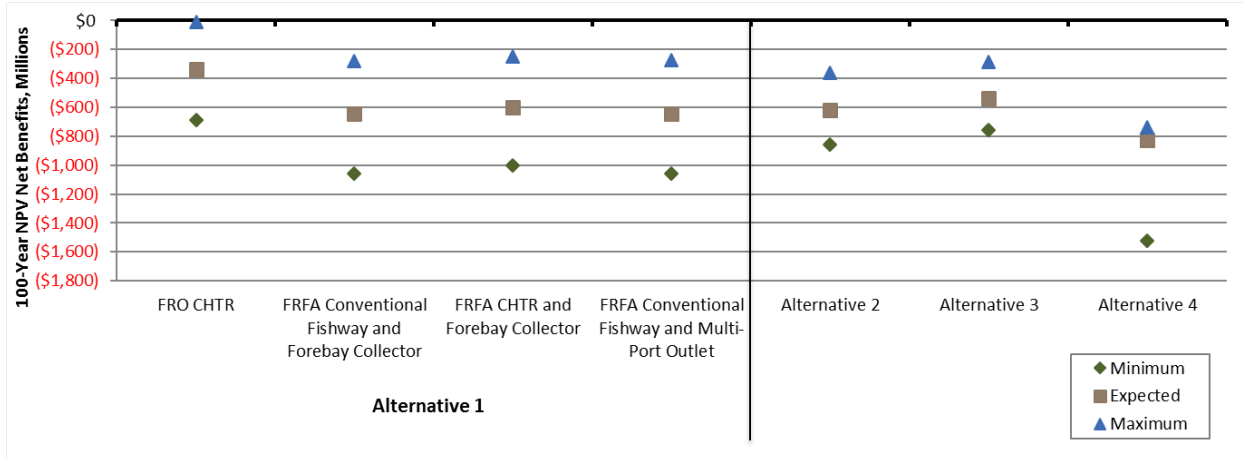 100-Year NPV Net Benefits, Millions
$0
($200)
($400)
($600)
($800)
($1,000)
($1,200)
($1,400)
($1,600)
($1,800)
FRO CHTR
FRFA Conventional
Fishway and
Forebay Collector
FRFA CHTR and
Forebay Collector
FRFA Conventional
Fishway and Multi-
Port Outlet
Alternative 2
Alternative 3
Alternative 4
Alternative 1
Minimum
Expected
Maximum